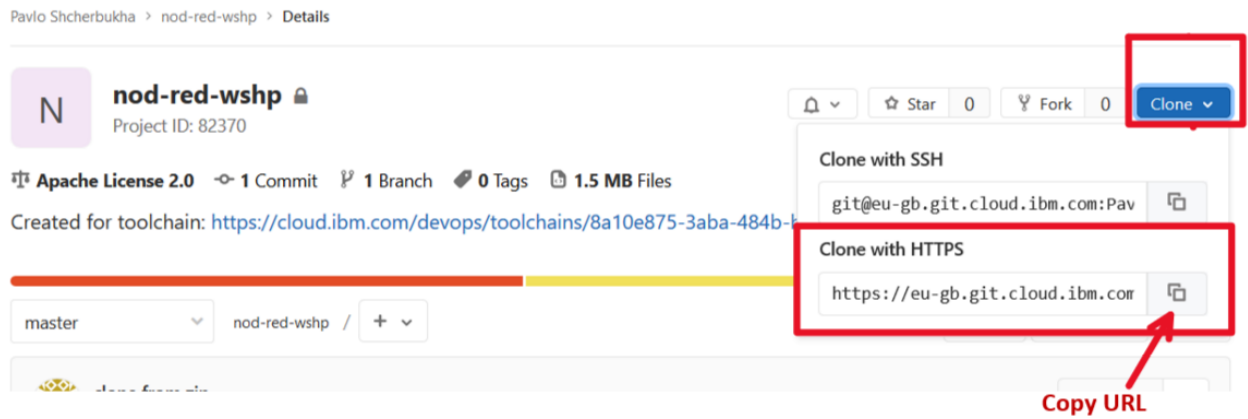 Pavlo Shcherbukha > nod-red-wshp > Details
N
nod-red-wshp
Project ID: 82370
Star 0
Fork 0
Clone
Apache License 2.0 1 Commit 1 Branch 0 Tags 1.5 MB Files
Created for toolchain: https://cloud.ibm.com/devops/toolchains/8a10e875-3aba-484b-
Clone with SSH
git@eu-gb.git.cloud.ibm.com:Pav
Clone with HTTPS
https://eu-gb.git.cloud.ibm.com
master
nod-red-wshp / +
Copy URL